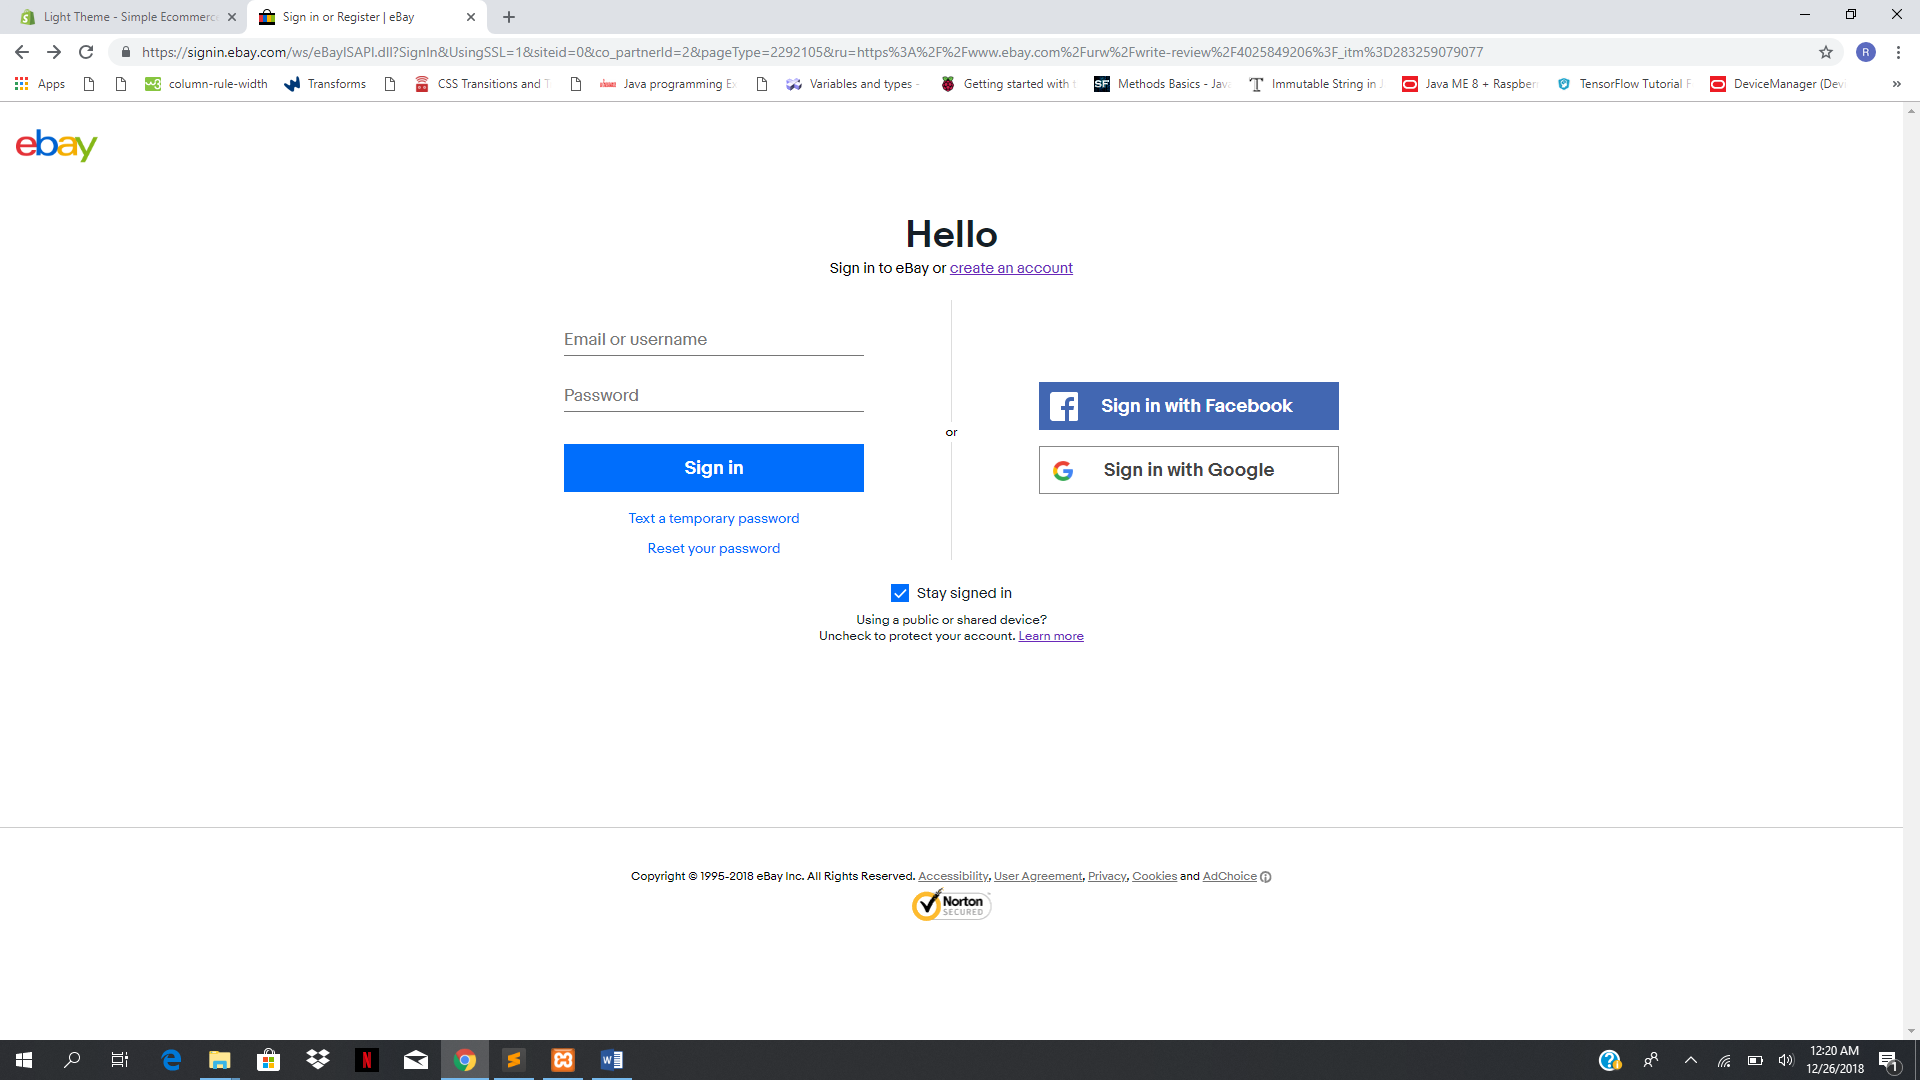 Light Theme - Simple Ecommerc
Sign in or Register | eBay
https://signin.ebay.com/ws/eBayISAPI.dll?SignIn&UsingSSL=1&siteid=0&co_partnerId=2&pageType=2292105&ru=https%3A%2F%2Fwww.ebay.com%2Furw%2Fwrite-review%2F4025849206%3F_itm%3D283259079077
R
Apps
column-rule-width
Transforms
CSS Transitions and T
Java programming Ex
Variables and types -
Getting started with t
SF Methods Basics - Java
Immutable String in J
Java ME 8 + Raspber
TensorFlow Tutorial F
DeviceManager (Dev
ebay
Hello
Sign in to eBay or create an account
Email or username
Password
Sign in
Text a temporary password
Reset your password
or
Sign in with Facebook
Sign in with Google
Stay signed in
Using a public or shared device?
Uncheck to protect your account. Learn more
Copyright © 1995-2018 eBay Inc. All Rights Reserved. Accessibility, User Agreement, Privacy, Cookies and AdChoice
Norton
SECURED
12:20 AM
12/26/2018
1